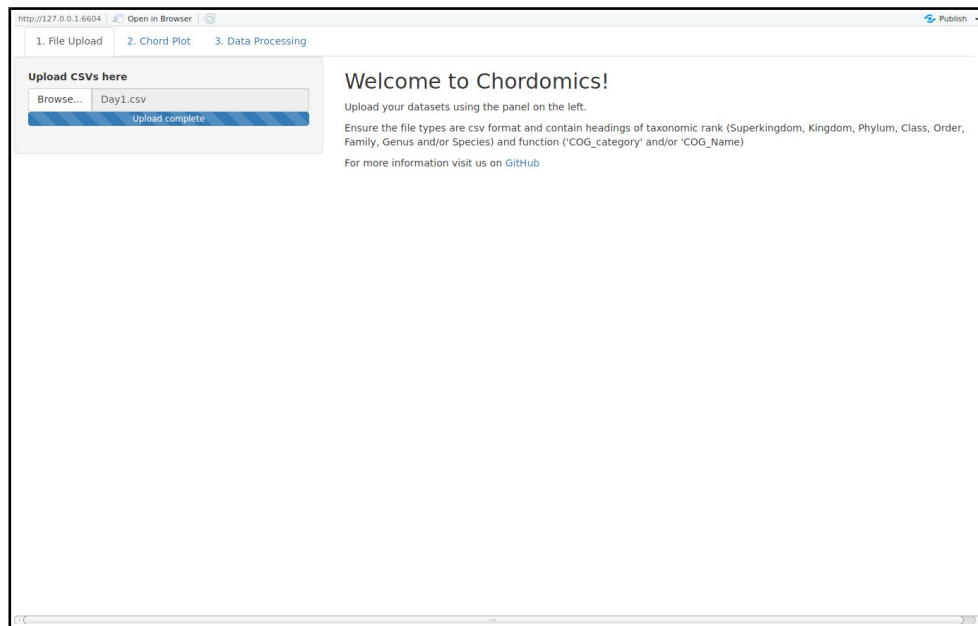 http://127.0.0.1:6604 Open in Browser Publish
1. File Upload 2. Chord Plot 3. Data Processing
Upload CSVs here
Browse... Day1.csv
Upload complete
Welcome to Chordomics!
Upload your datasets using the panel on the left.
Ensure the file types are csv format and contain headings of taxonomic rank (Superkingdom, Kingdom, Phylum, Class, Order,
Family, Genus and/or Species) and function ('COG_category' and/or 'COG_Name)
For more information visit us on GitHub